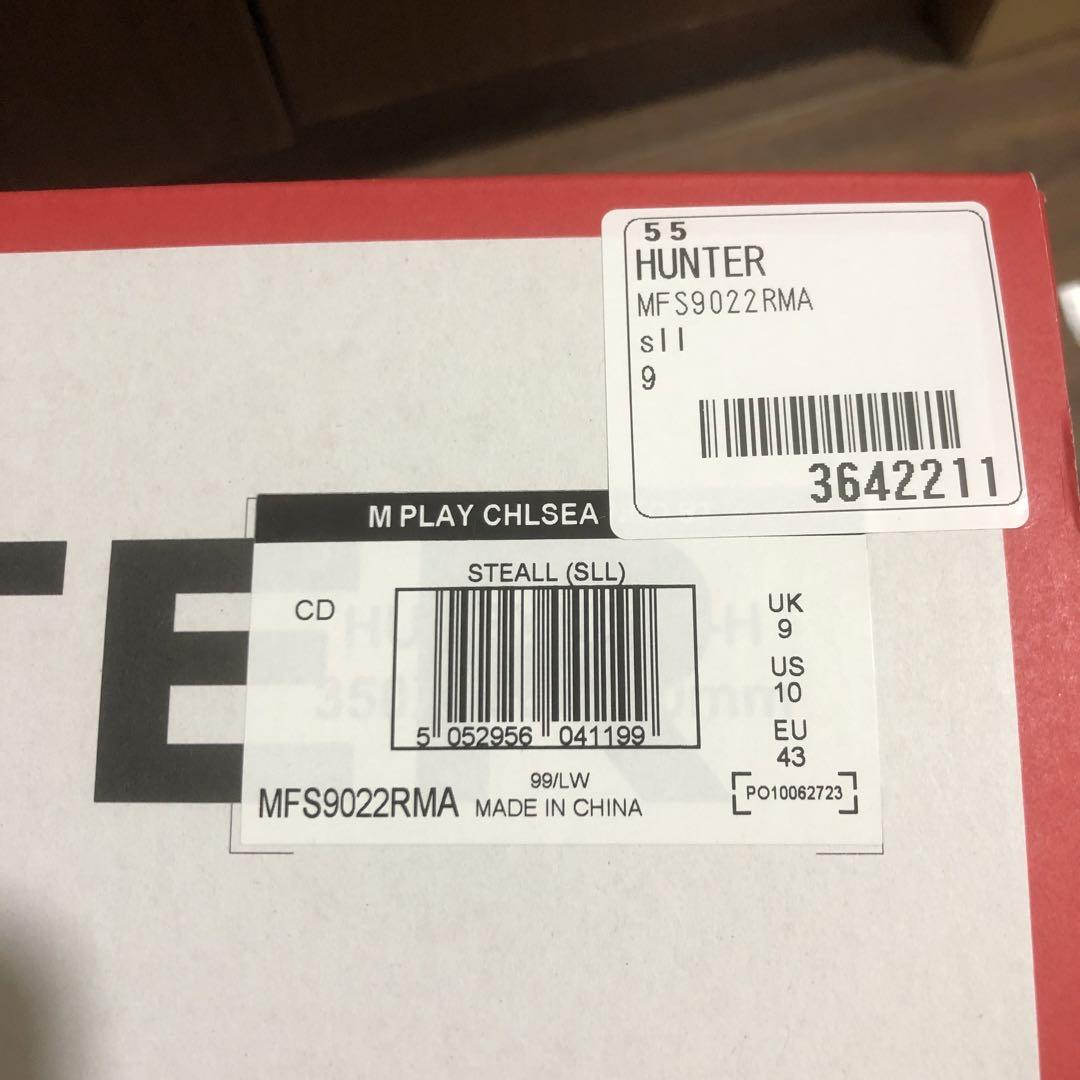 55
HUNTER
MFS9022RMA
sll
9
3642211
M PLAY CHLSEA
STEALL (SLL)
CD
UK
9
US
10
EU
43
5 052956 041199
99/LW
MFS9022RMA MADE IN CHINA
PO10062723
TER